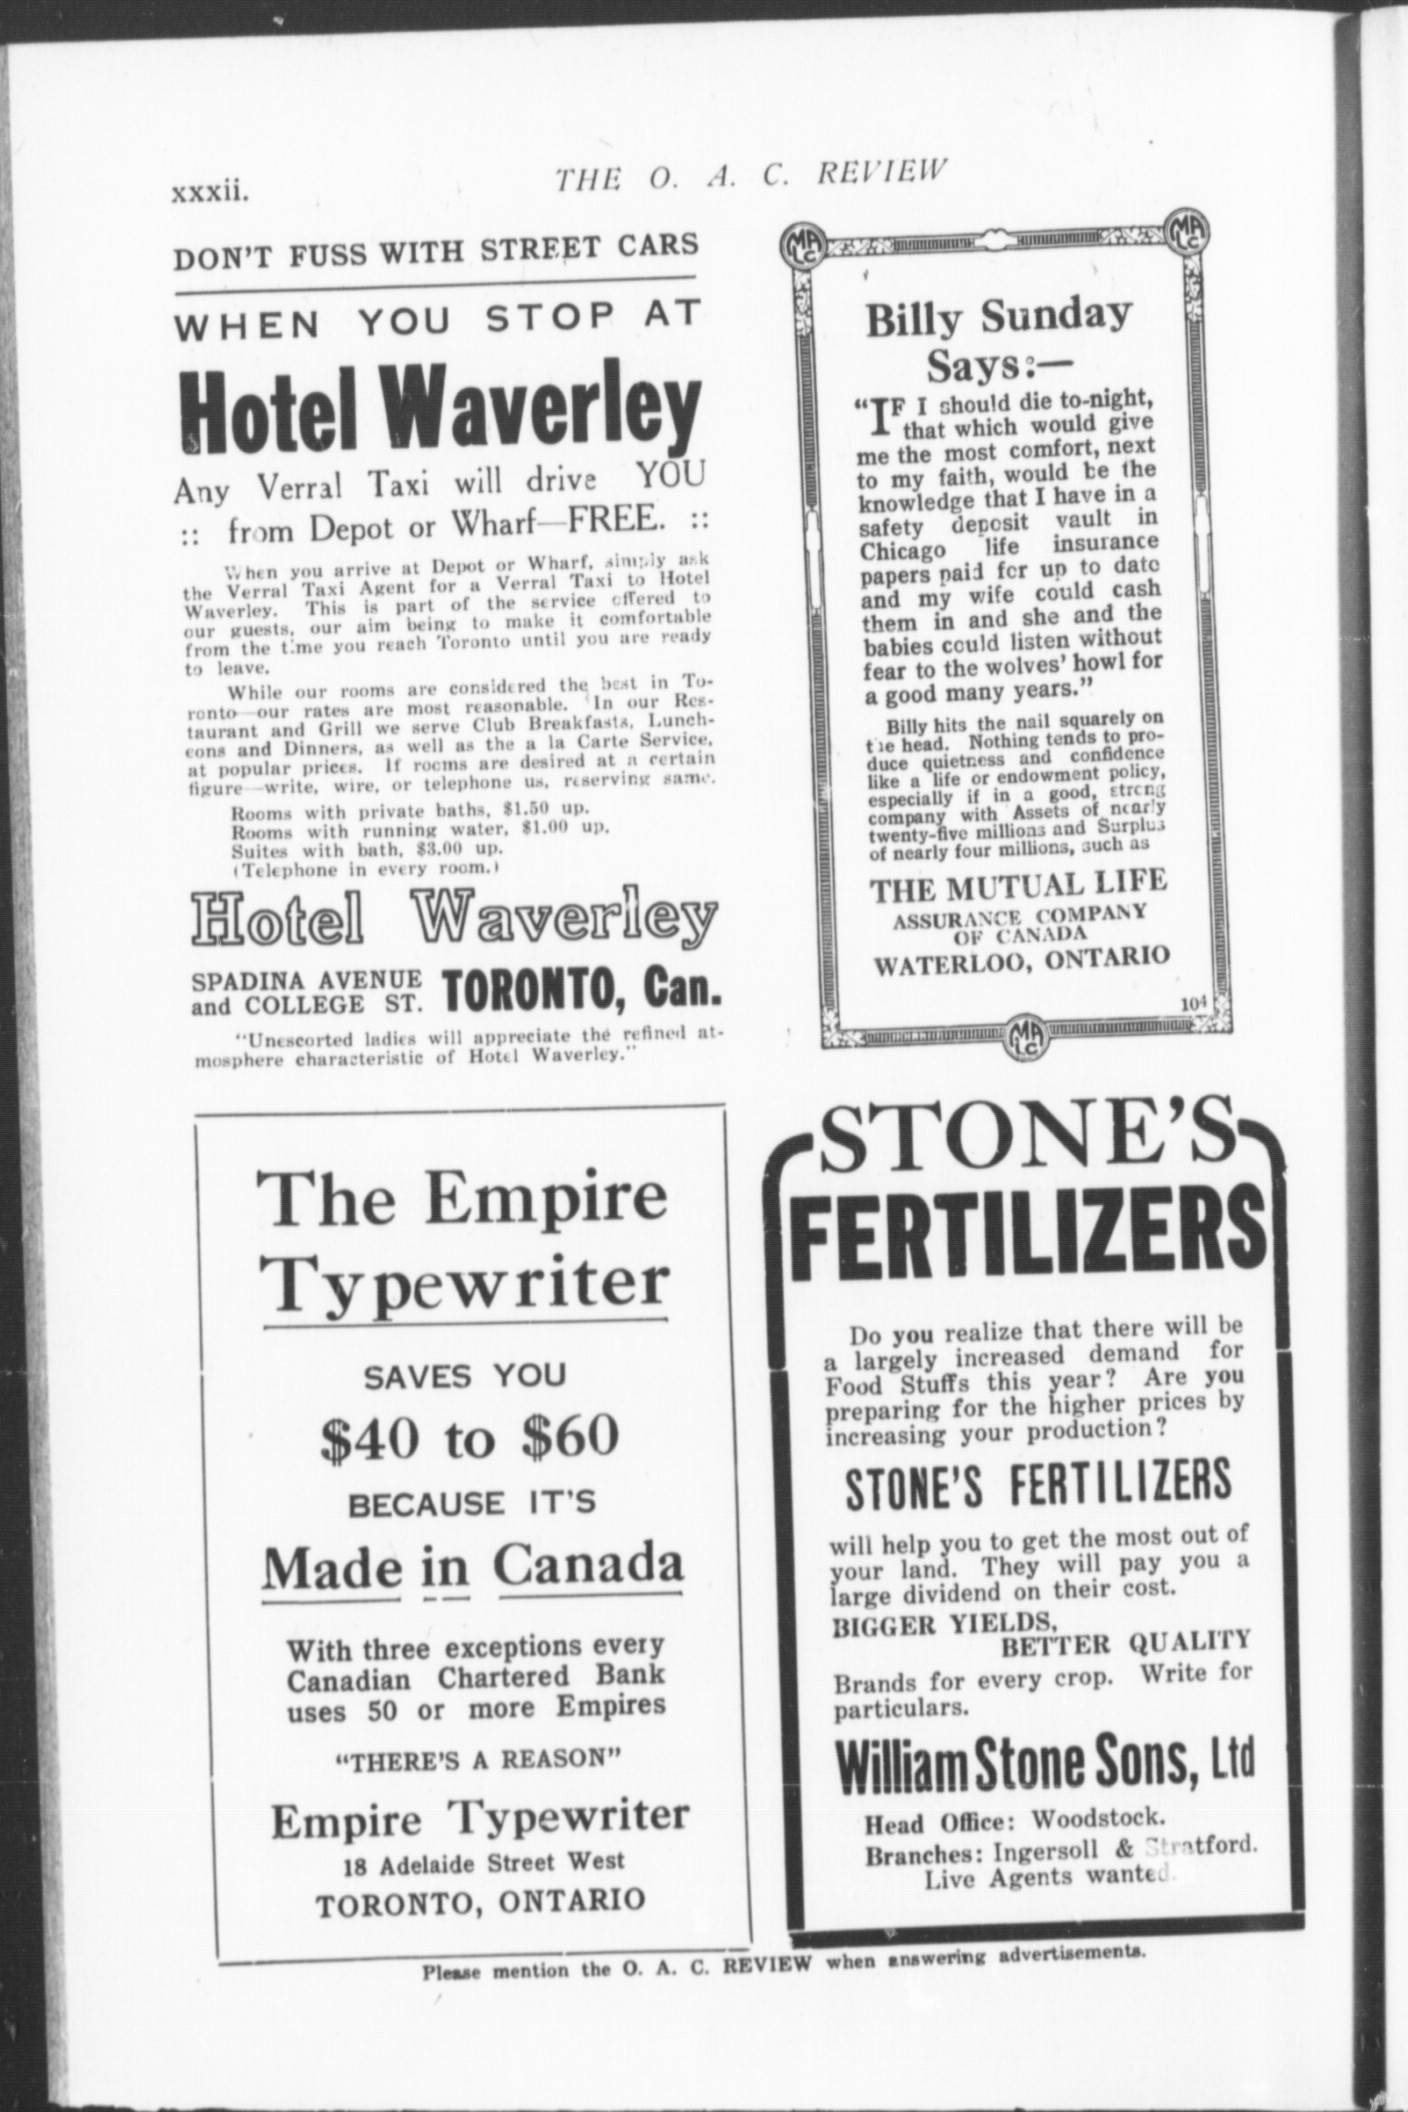 xxxii.
THE O. A. C. REVIEW
DON'T FUSS WITH STREET CARS
WHEN YOU STOP AT
Hotel Waverley
Any Verral Taxi will drive YOU
:: from Depot or Wharf—FREE. ::
When you arrive at Depot or Wharf, simply ask
the Verral Taxi Agent for a Verral Taxi to Hotel
Waverley. This is part of the service offered to
our guests, our aim being to make it comfortable
from the time you reach Toronto until you are ready
to leave.
While our rooms are considered the best in To-
ronto—our rates are most reasonable. In our Res-
taurant and Grill we serve Club Breakfasts, Lunch-
eons and Dinners, as well as the a la Carte Service,
at popular prices. If rooms are desired at a certain
figure—write, wire, or telephone us, reserving same.
Rooms with private baths, $1.50 up.
Rooms with running water, $1.00 up.
Suites with bath, $3.00 up.
(Telephone in every room.)
Hotel Waverley
SPADINA AVENUE
and COLLEGE ST.
TORONTO, Can.
"Unescorted ladies will appreciate the refined at-
mosphere characteristic of Hotel Waverley."
MALC
MALC
Billy Sunday
Says:—
"IF I should die to-night,
that which would give
me the most comfort, next
to my faith, would be the
knowledge that I have in a
safety deposit vault in
Chicago life insurance
papers paid for up to date
and my wife could cash
them in and she and the
babies could listen without
fear to the wolves' howl for
a good many years."
Billy hits the nail squarely on
the head. Nothing tends to pro-
duce quietness and confidence
like a life or endowment policy,
especially if in a good, strong
company with Assets of nearly
twenty-five millions and Surplus
of nearly four millions, such as
THE MUTUAL LIFE
ASSURANCE COMPANY
OF CANADA
WATERLOO, ONTARIO
104
MALC
The Empire
Typewriter
SAVES YOU
$40 to $60
BECAUSE IT'S
Made in Canada
With three exceptions every
Canadian Chartered Bank
uses 50 or more Empires
"THERE'S A REASON"
Empire Typewriter
18 Adelaide Street West
TORONTO, ONTARIO
STONE'S
FERTILIZERS
Do you realize that there will be
a largely increased demand for
Food Stuffs this year? Are you
preparing for the higher prices by
increasing your production?
STONE'S FERTILIZERS
will help you to get the most out of
your land. They will pay you a
large dividend on their cost.
BIGGER YIELDS,
BETTER QUALITY
Brands for every crop. Write for
particulars.
William Stone Sons, Ltd
Head Office: Woodstock.
Branches: Ingersoll & Stratford.
Live Agents wanted.
Please mention the O. A. C. REVIEW when answering advertisements.